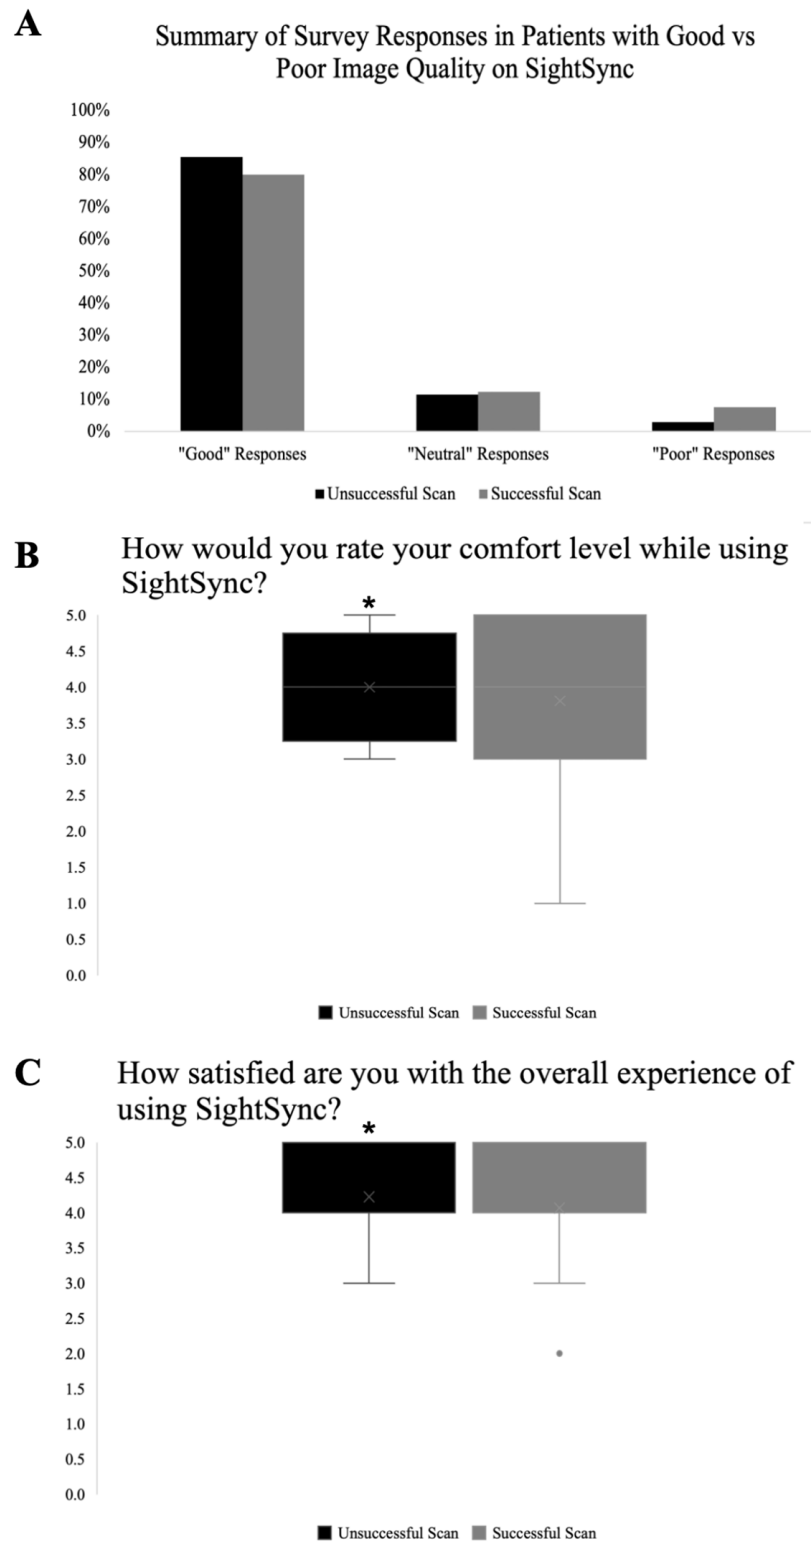 A
Summary of Survey Responses in Patients with Good vs
Poor Image Quality on SightSync
100%
90%
80%
70%
60%
50%
40%
30%
20%
10%
0%
"Good" Responses
"Neutral" Responses
"Poor" Responses
Unsuccessful Scan
Successful Scan
B
How would you rate your comfort level while using
SightSync?
*
5.0
4.5
4.0
3.5
3.0
2.5
2.0
1.5
1.0
0.5
0.0
Unsuccessful Scan
Successful Scan
C
How satisfied are you with the overall experience of
using SightSync?
*
5.0
4.5
4.0
3.5
3.0
2.5
2.0
1.5
1.0
0.5
0.0
Unsuccessful Scan
Successful Scan